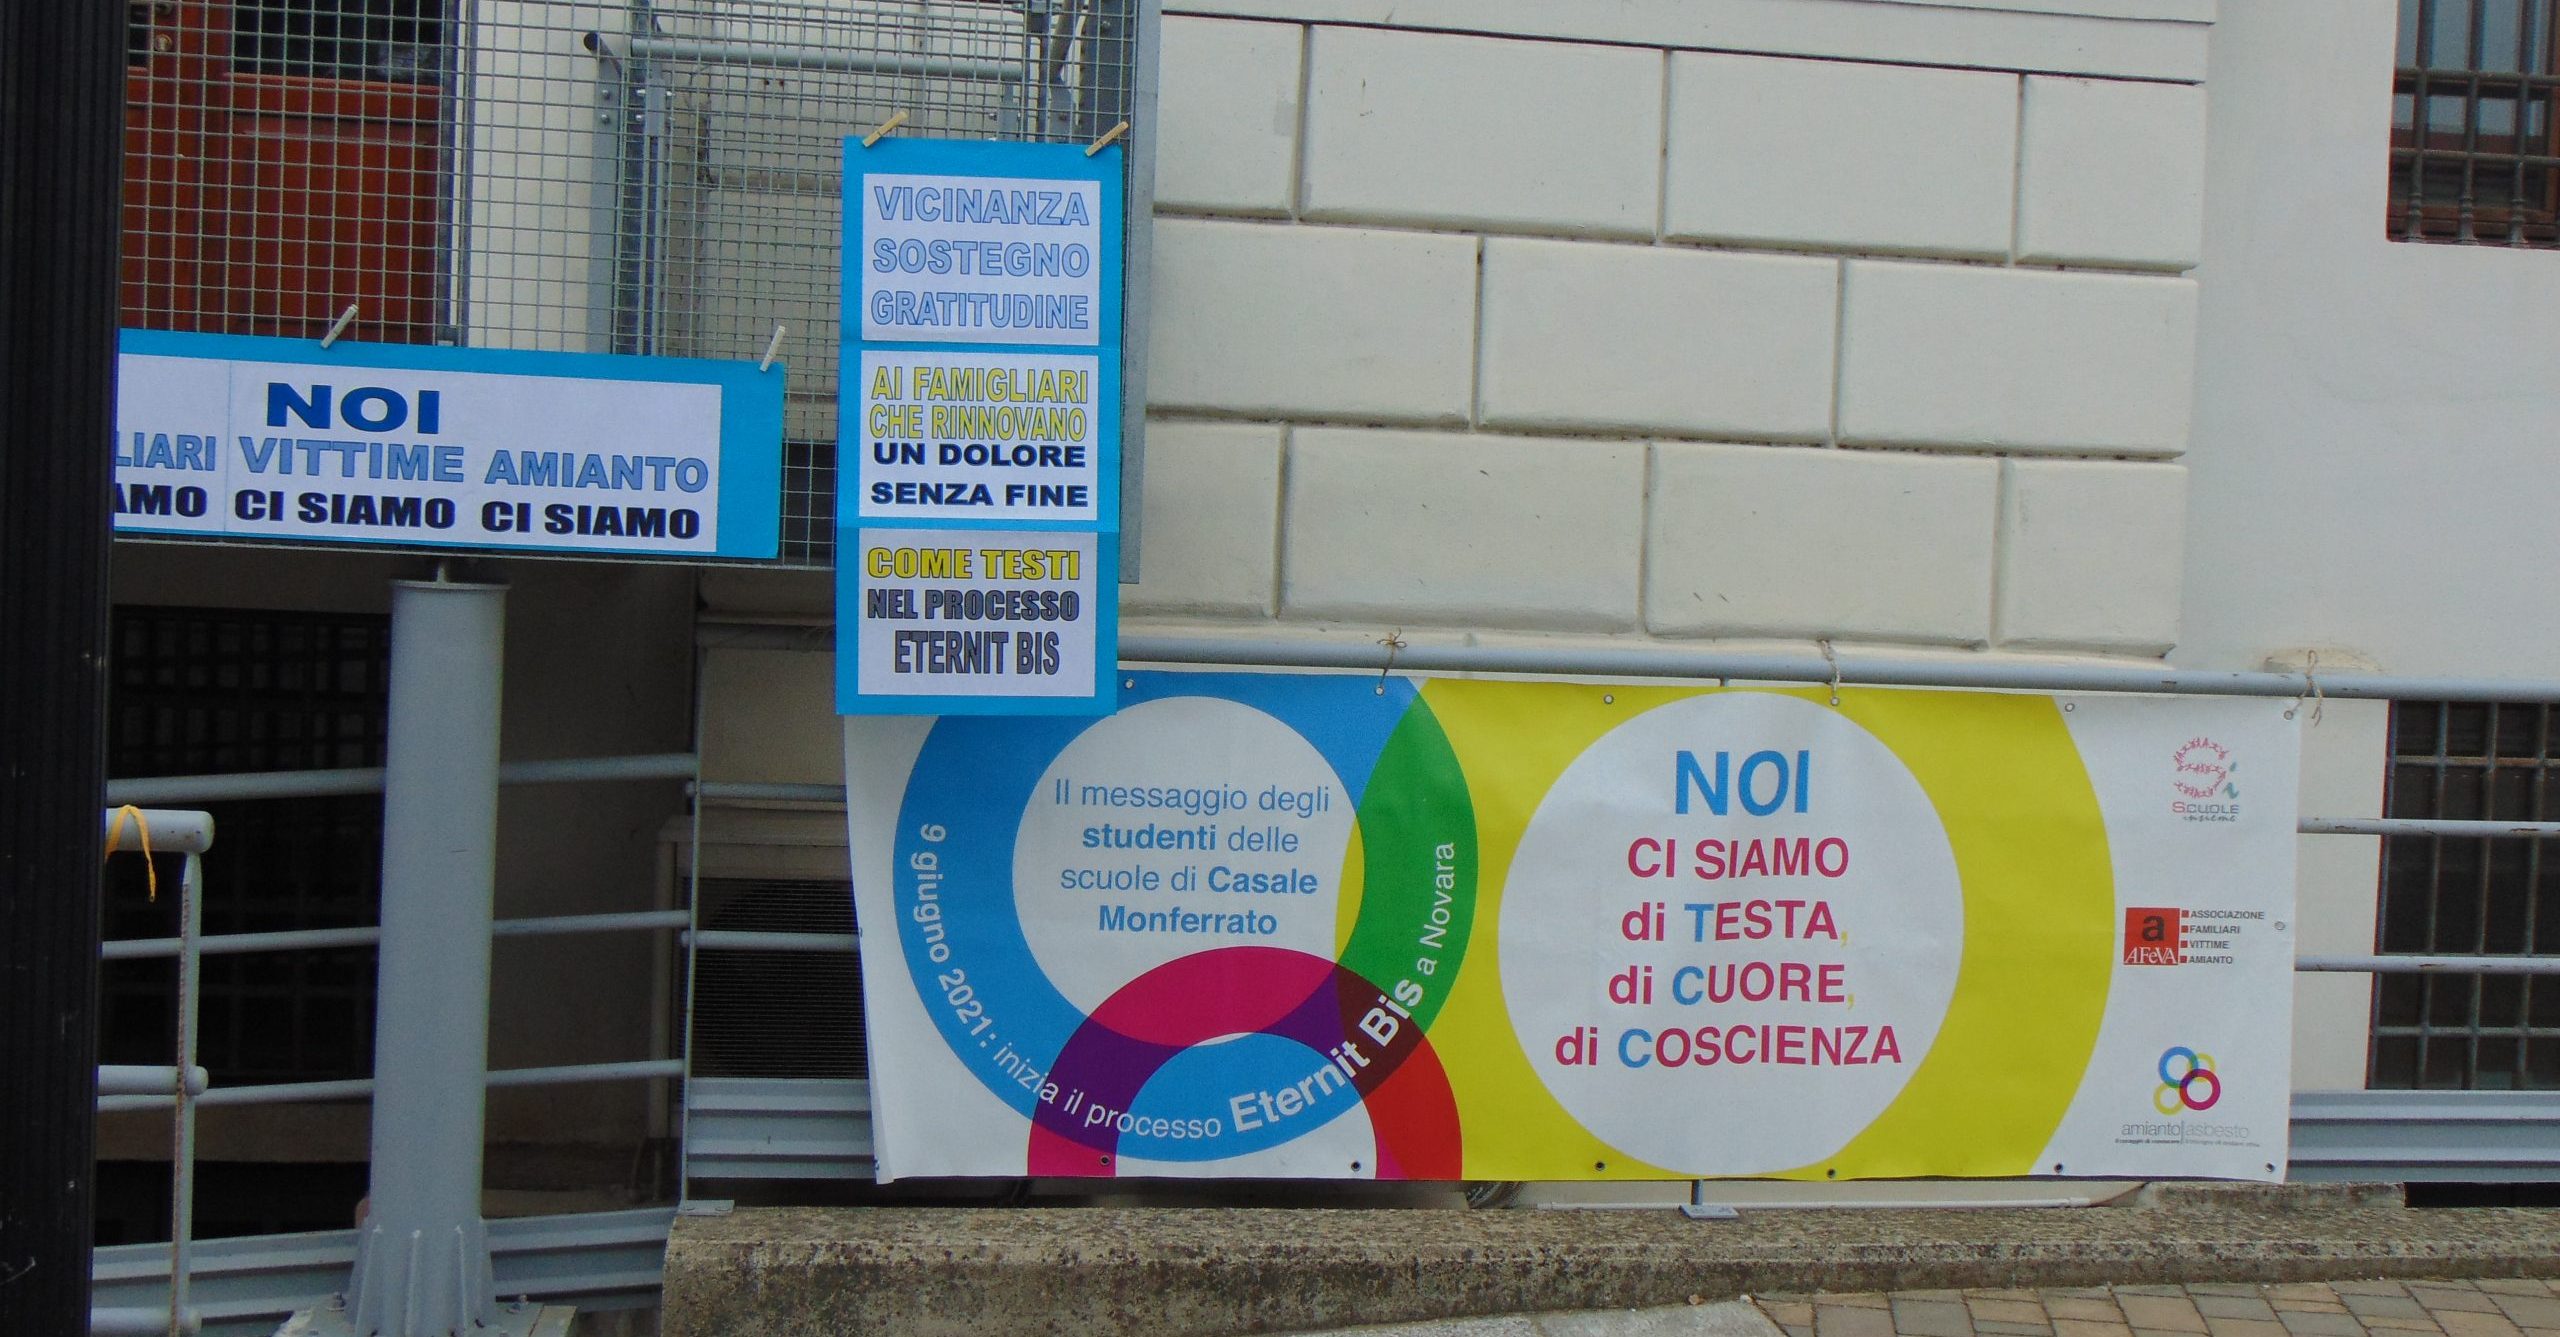 NOI
LIARI VITTIME AMIANTO
AMO CI SIAMO CI SIAMO
VICINANZA
SOSTEGNO
GRATITUDINE
AI FAMIGLIARI
CHE RINNOVANO
UN DOLORE
SENZA FINE
COME TESTI
NEL PROCESSO
ETERNIT BIS
Il messaggio degli
studenti delle
scuole di Casale
Monferrato
9 giugno 2021: inizia il processo Eternit Bis a Novara
NOI
CI SIAMO
di TESTA,
di CUORE,
di COSCIENZA
SCUOLE
insieme
a
AFeVA
ASSOCIAZIONE
FAMILIARI
VITTIME
AMIANTO
amianto|asbesto